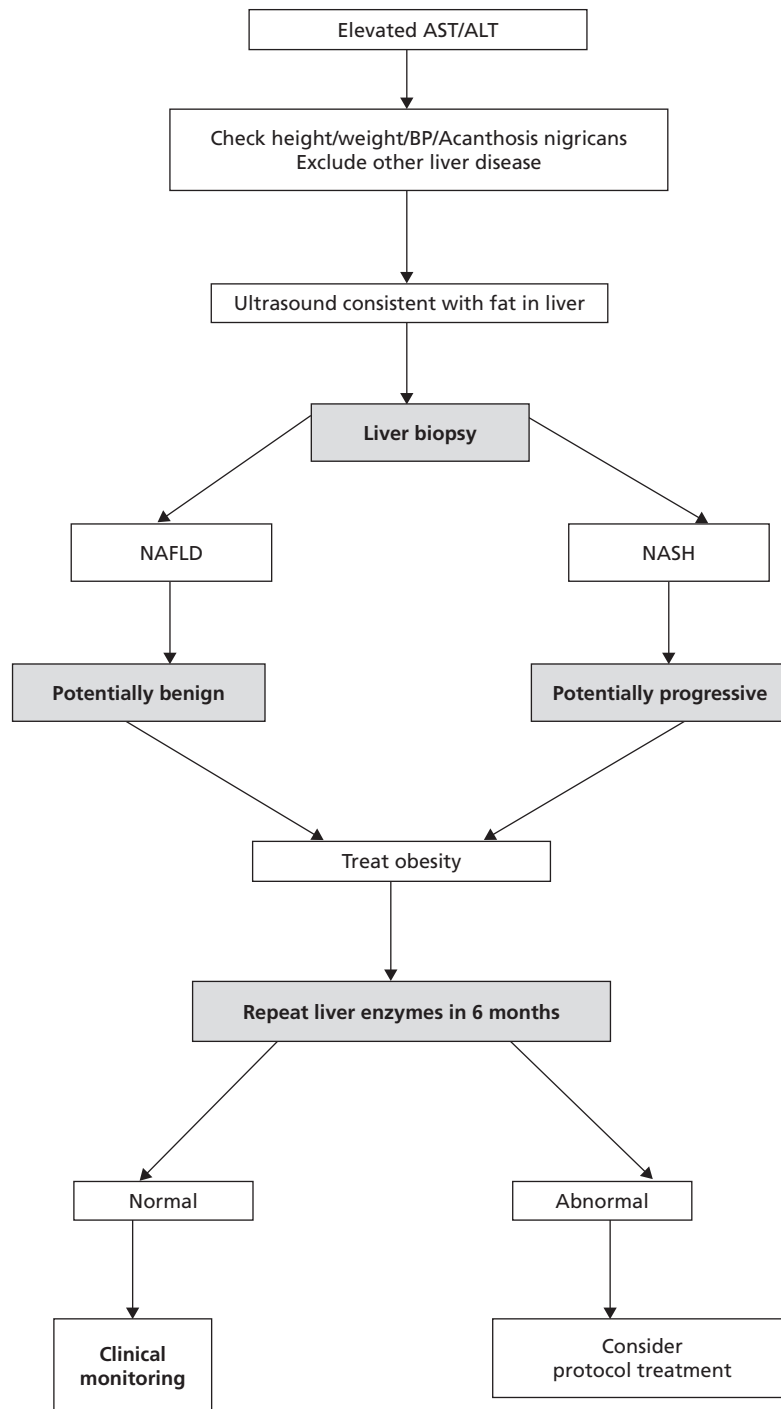 Elevated AST/ALT
Check height/weight/BP/Acanthosis nigricans
Exclude other liver disease
Ultrasound consistent with fat in liver
Liver biopsy
NAFLD
NASH
Potentially benign
Potentially progressive
Treat obesity
Repeat liver enzymes in 6 months
Normal
Abnormal
Clinical
monitoring
Consider
protocol treatment